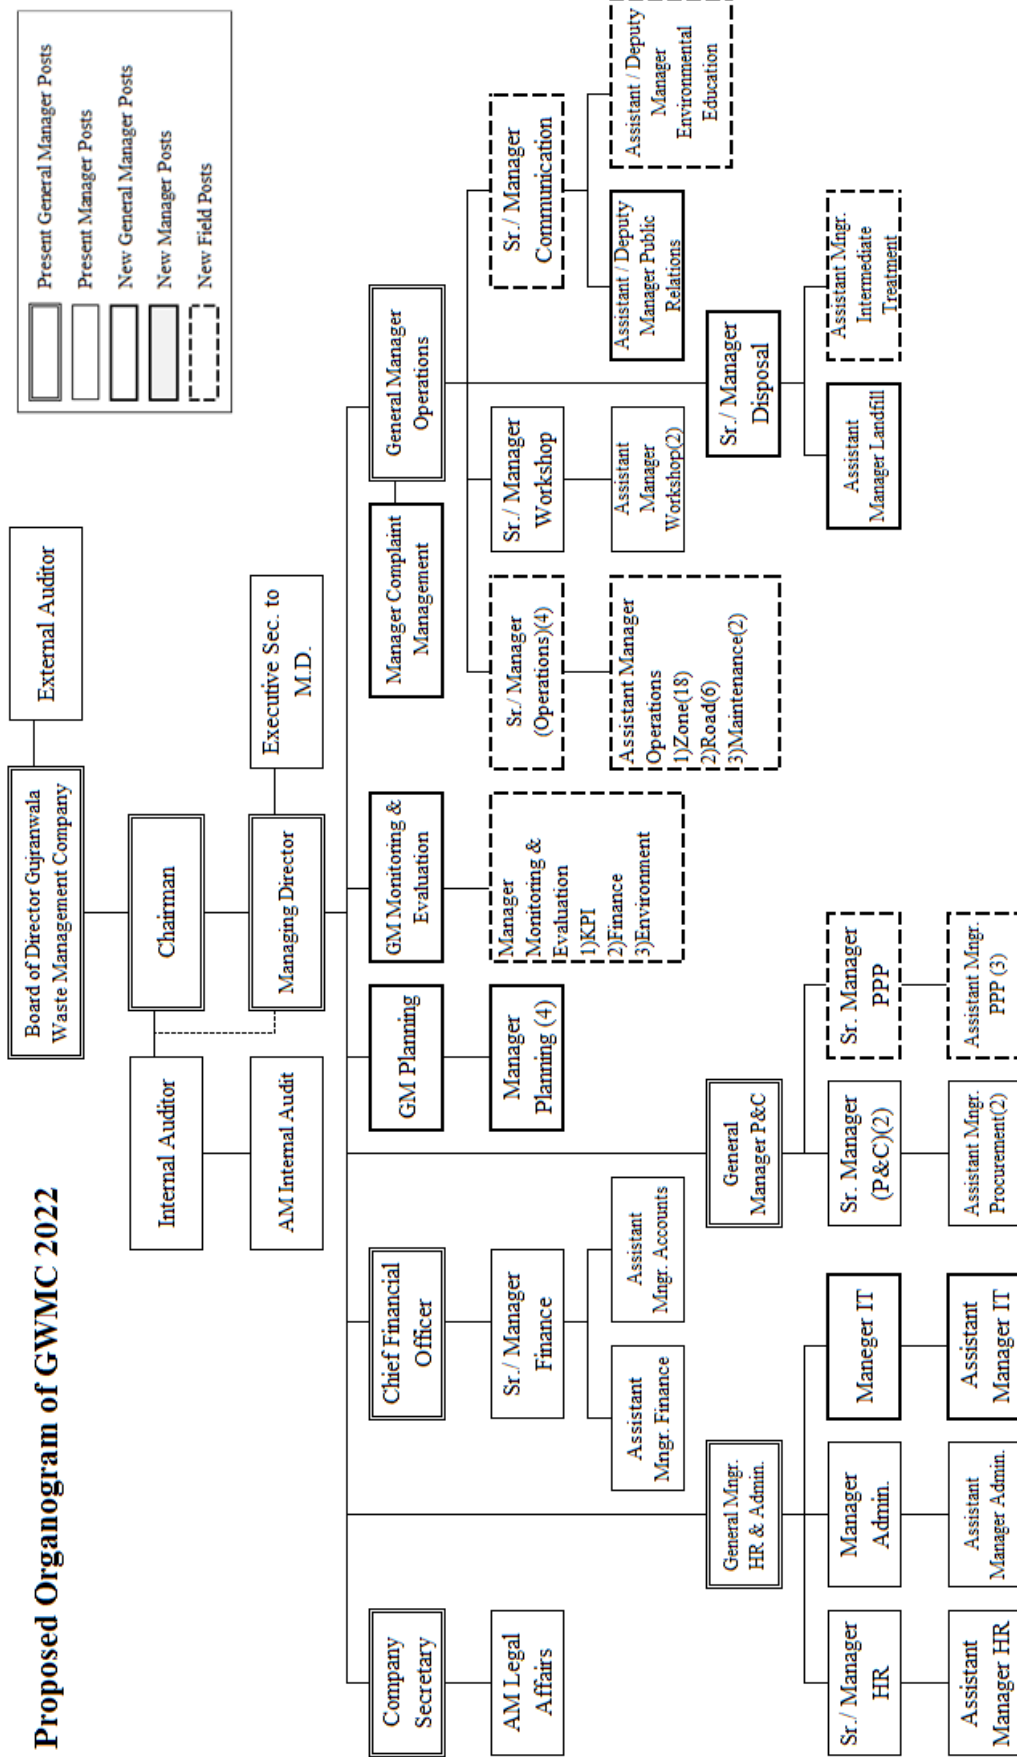 Proposed Organogram of GWMC 2022
Board of Director Gujranwala
Waste Management Company
External Auditor
Present General Manager Posts
Present Manager Posts
New General Manager Posts
New Manager Posts
New Field Posts
Internal Auditor
Chairman
AM Internal Audit
Managing Director
Executive Sec. to
M.D.
Company
Secretary
Chief Financial
Officer
GM Planning
GM Monitoring &
Evaluation
Manager Complaint
Management
General Manager
Operations
AM Legal
Affairs
Sr./ Manager
Finance
Manager
Planning (4)
Manager
Monitoring &
Evaluation
1)KPI
2)Finance
3)Environment
Sr./ Manager
(Operations)(4)
Sr./ Manager
Workshop
Sr./ Manager
Communication
Assistant
Mngr. Finance
Assistant
Mngr. Accounts
Assistant Manager
Operations
1)Zone(18)
2)Road(6)
3)Maintenance(2)
Assistant
Manager
Workshop(2)
Assistant / Deputy
Manager Public
Relations
Assistant / Deputy
Manager
Environmental
Education
General Mngr.
HR & Admin.
General
Manager P&C
Sr./ Manager
Disposal
Sr./ Manager
HR
Manager
Admin.
Maneger IT
Sr. Manager
(P&C)(2)
Sr. Manager
PPP
Assistant
Manager Landfill
Assistant Mngr.
Intermediate
Treatment
Assistant
Manager HR
Assistant
Manager Admin.
Assistant
Manager IT
Assistant Mngr.
Procurement(2)
Assistant Mngr.
PPP (3)